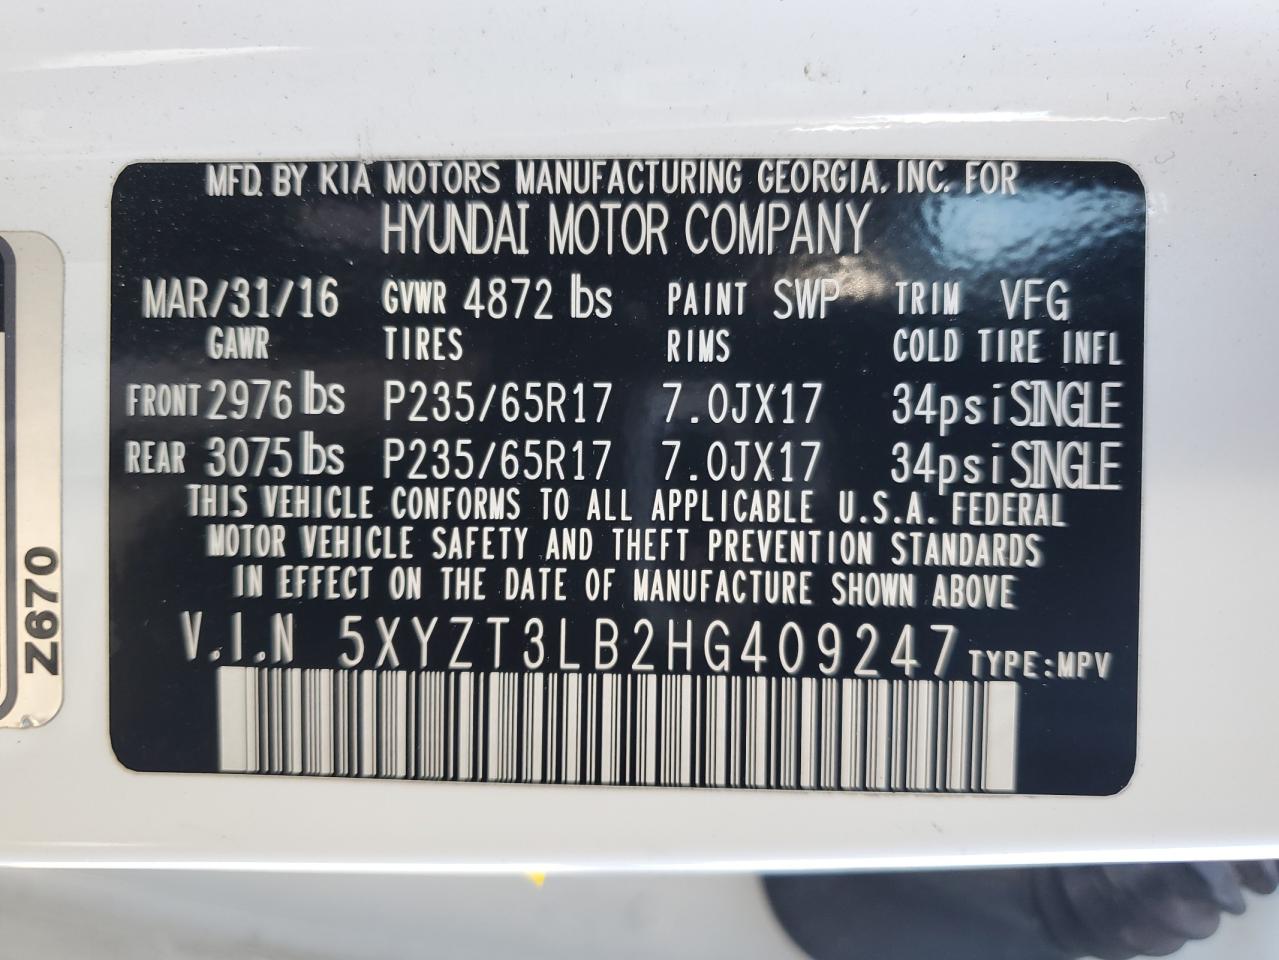 MFD. BY KIA MOTORS MANUFACTURING GEORGIA, INC. FOR
HYUNDAI MOTOR COMPANY
MAR/31/16 GVWR 4872 lbs PAINT SWP TRIM VFG
GAWR TIRES RIMS COLD TIRE INFL
FRONT 2976 lbs P235/65R17 7.0JX17 34psi SINGLE
REAR 3075 lbs P235/65R17 7.0JX17 34psi SINGLE
THIS VEHICLE CONFORMS TO ALL APPLICABLE U.S.A. FEDERAL
MOTOR VEHICLE SAFETY AND THEFT PREVENTION STANDARDS
IN EFFECT ON THE DATE OF MANUFACTURE SHOWN ABOVE
V.I.N 5XYZT3LB2HG409247 TYPE:MPV
Z670